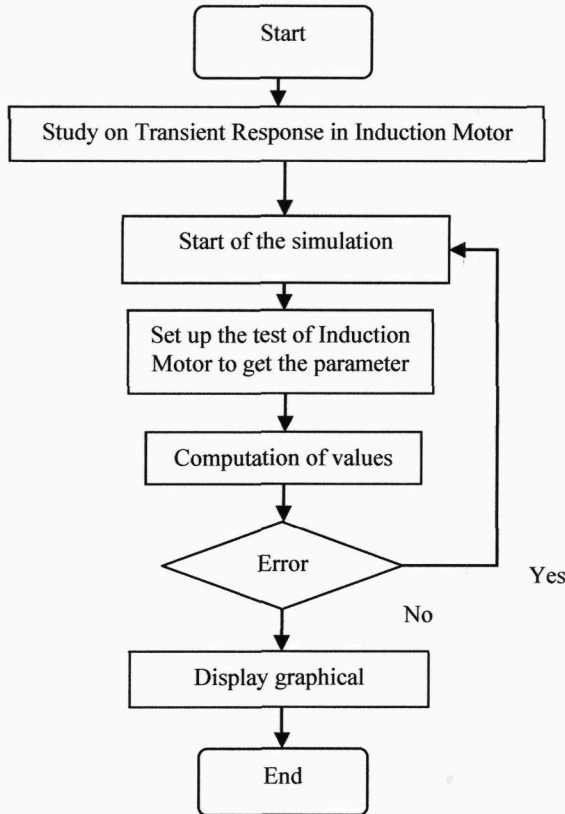 Start
Study on Transient Response in Induction Motor
Start of the simulation
Set up the test of Induction
Motor to get the parameter
Computation of values
Error
Yes
No
Display graphical
End